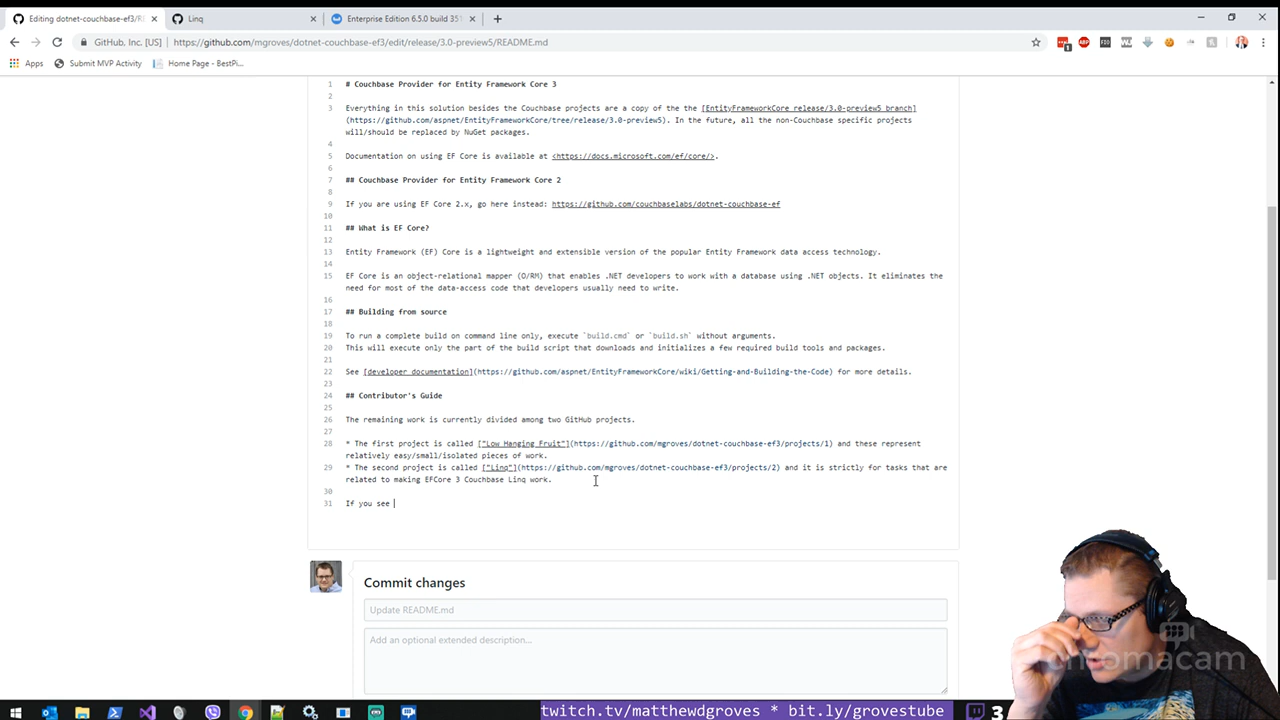 Editing dotnet-couchbase-ef3/R
Linq
Enterprise Edition 6.5.0 build 351
GitHub, Inc. [US]
https://github.com/mgroves/dotnet-couchbase-ef3/edit/release/3.0-preview5/README.md
Apps
Submit MVP Activity
Home Page - BestPi...
1 # Couchbase Provider for Entity Framework Core 3
2
3 Everything in this solution besides the Couchbase projects are a copy of the the [EntityFrameworkCore release/3.0-preview5 branch]
(https://github.com/aspnet/EntityFrameworkCore/tree/release/3.0-preview5). In the future, all the non-Couchbase specific projects
will/should be replaced by NuGet packages.
4
5 Documentation on using EF Core is available at <https://docs.microsoft.com/ef/core/>.
6
7 ## Couchbase Provider for Entity Framework Core 2
8
9 If you are using EF Core 2.x, go here instead: https://github.com/couchbaselabs/dotnet-couchbase-ef
10
11 ## What is EF Core?
12
13 Entity Framework (EF) Core is a lightweight and extensible version of the popular Entity Framework data access technology.
14
15 EF Core is an object-relational mapper (O/RM) that enables .NET developers to work with a database using .NET objects. It eliminates the
need for most of the data-access code that developers usually need to write.
16
17 ## Building from source
18
19 To run a complete build on command line only, execute `build.cmd` or `build.sh` without arguments.
20 This will execute only the part of the build script that downloads and initializes a few required build tools and packages.
21
22 See [developer documentation](https://github.com/aspnet/EntityFrameworkCore/wiki/Getting-and-Building-the-Code) for more details.
23
24 ## Contributor's Guide
25
26 The remaining work is currently divided among two GitHub projects.
27
28 * The first project is called ["Low Hanging Fruit"](https://github.com/mgroves/dotnet-couchbase-ef3/projects/1) and these represent
relatively easy/small/isolated pieces of work.
29 * The second project is called ["Linq"](https://github.com/mgroves/dotnet-couchbase-ef3/projects/2) and it is strictly for tasks that are
related to making EFCore 3 Couchbase Linq work.
30
31 If you see
Commit changes
Update README.md
Add an optional extended description...
chromacam
twitch.tv/matthewdgroves * bit.ly/grovestube
3